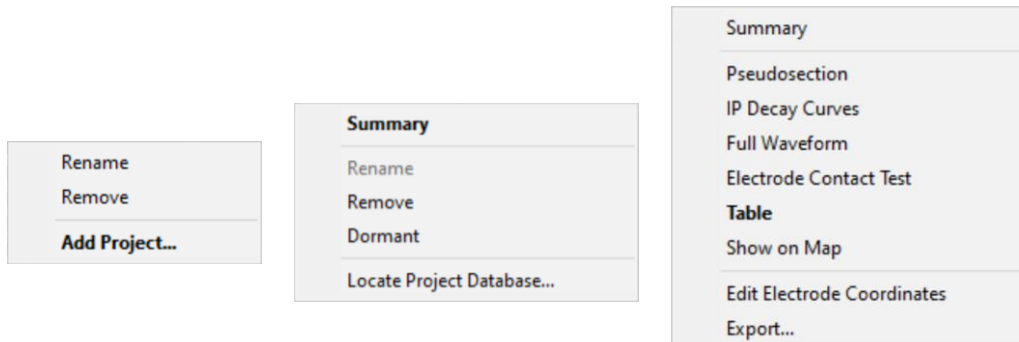 Rename
Remove
Add Project...
Summary
Rename
Remove
Dormant
Locate Project Database...
Summary
Pseudosection
IP Decay Curves
Full Waveform
Electrode Contact Test
Table
Show on Map
Edit Electrode Coordinates
Export...